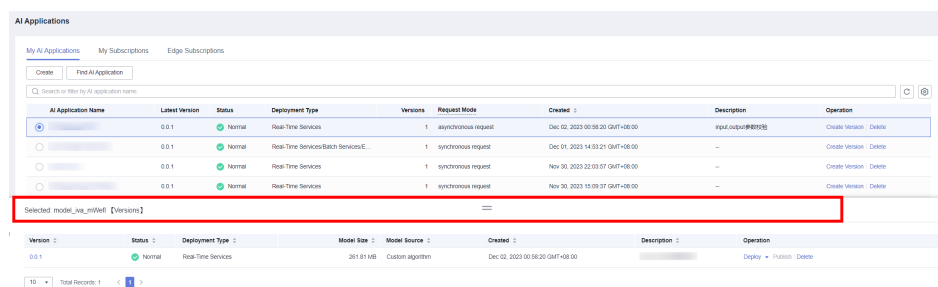 AI Applications
My AI Applications My Subscriptions Edge Subscriptions
Create Find AI Application
Search or filter by AI application name.
AI Application Name Latest Version Status Deployment Type Versions Request Mode Created Description Operation
0.0.1 Normal Real-Time Services 1 asynchronous request Dec 02, 2023 00:56:20 GMT+08:00 input,output参数校验 Create Version Delete
0.0.1 Normal Real-Time Services/Batch Services/E... 1 synchronous request Dec 01, 2023 14:53:21 GMT+08:00 -- Create Version Delete
0.0.1 Normal Real-Time Services 1 synchronous request Nov 30, 2023 22:03:57 GMT+08:00 -- Create Version Delete
0.0.1 Normal Real-Time Services 1 synchronous request Nov 30, 2023 15:09:37 GMT+08:00 -- Create Version Delete
Selected: model_iva_mWefl 【Versions】
Version Status Deployment Type Model Size Model Source Created Description Operation
0.0.1 Normal Real-Time Services 261.81 MB Custom algorithm Dec 02, 2023 00:56:20 GMT+08:00 Deploy Publish Delete
10 Total Records: 1 < 1 >